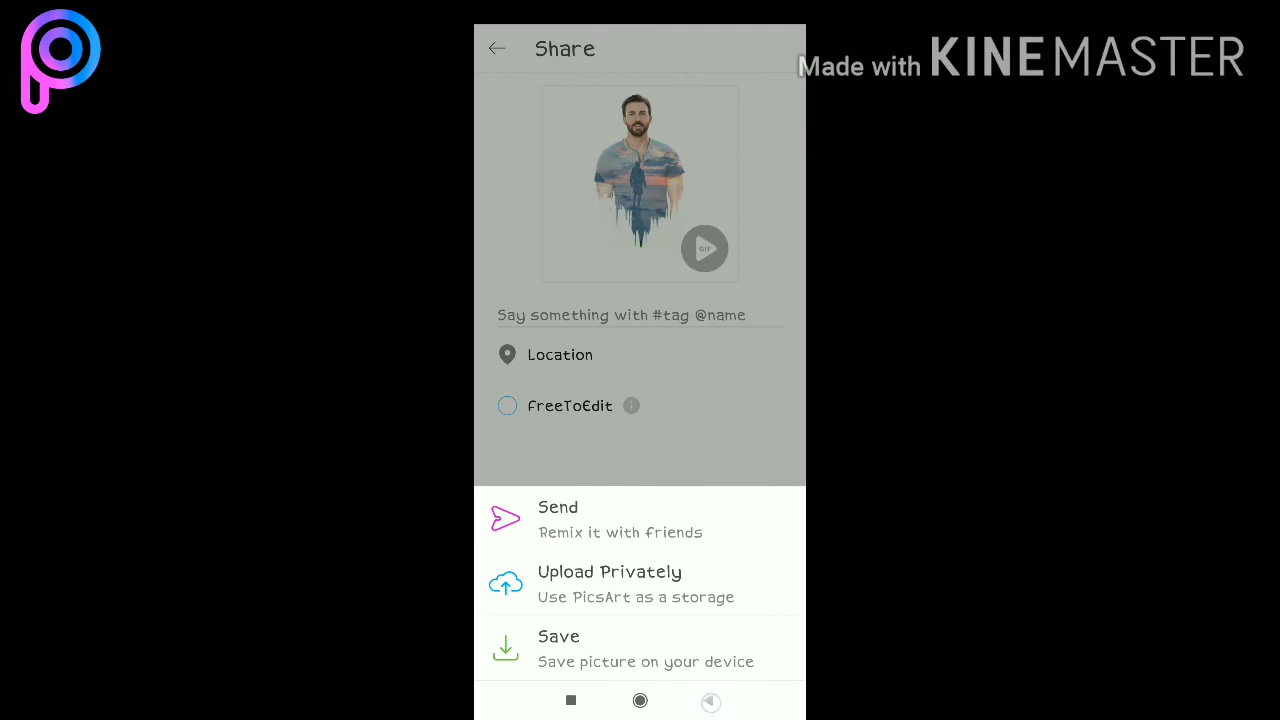 Share
Made with KINEMASTER
GIF
Say something with #tag @name
Location
FreeToEdit
Send
Remix it with friends
Upload Privately
Use PicsArt as a storage
Save
Save picture on your device